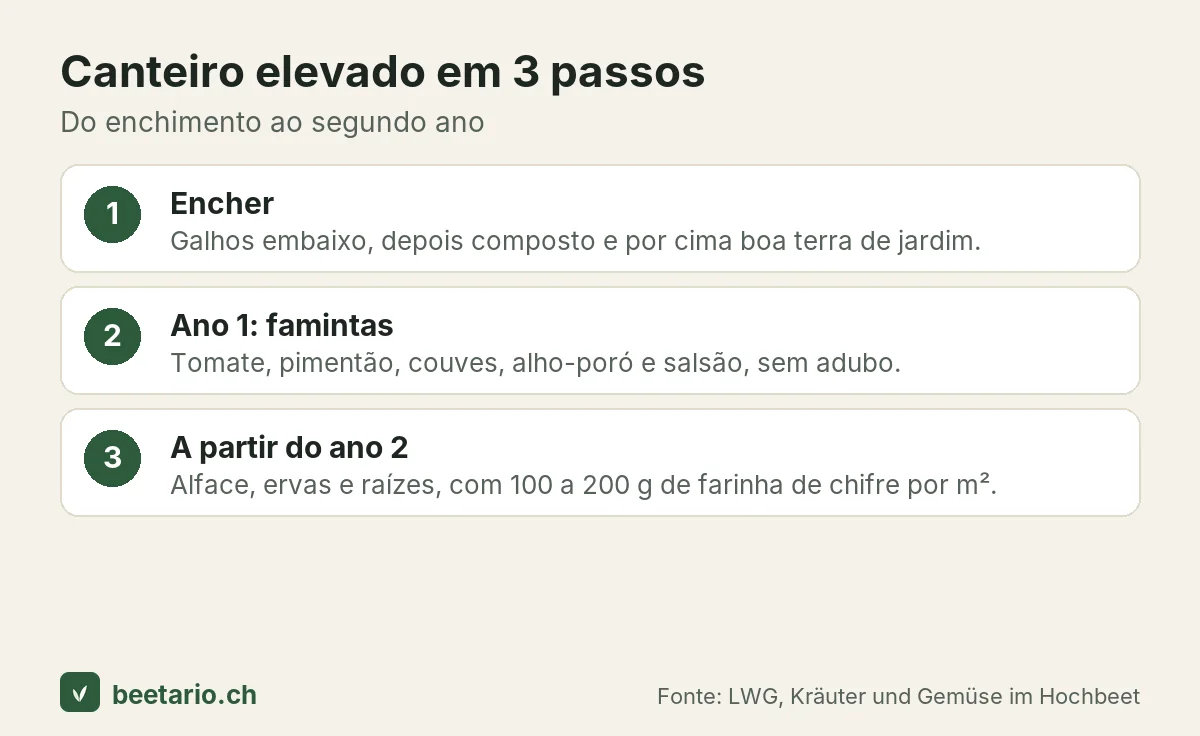 Canteiro elevado em 3 passos
Do enchimento ao segundo ano
1
Encher
Galhos embaixo, depois composto e por cima boa terra de jardim.
2
Ano 1: famintas
Tomate, pimentão, couves, alho-poró e salsão, sem adubo.
3
A partir do ano 2
Alface, ervas e raízes, com 100 a 200 g de farinha de chifre por m².
beetario.ch
Fonte: LWG, Kräuter und Gemüse im Hochbeet